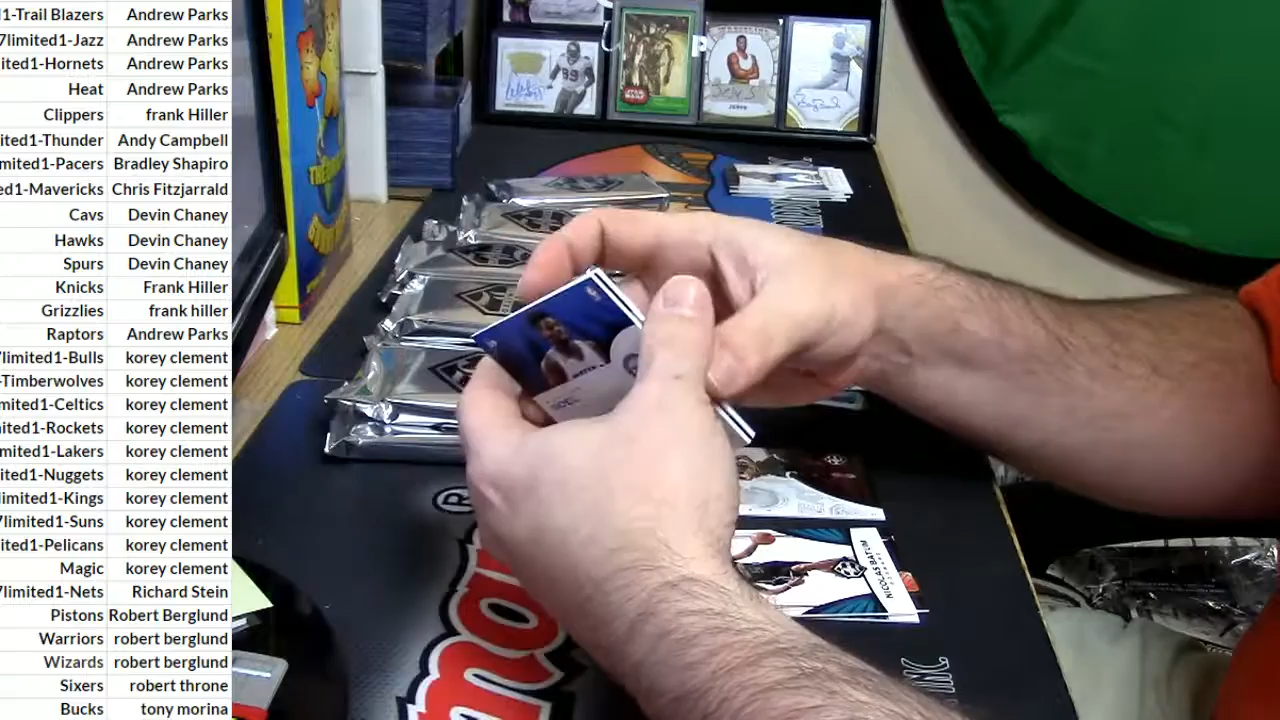 1-Trail Blazers Andrew Parks
7limited1-Jazz Andrew Parks
ited1-Hornets Andrew Parks
Heat Andrew Parks
Clippers frank Hiller
ited1-Thunder Andy Campbell
mited1-Pacers Bradley Shapiro
ed1-Mavericks Chris Fitzjarrald
Cavs Devin Chaney
Hawks Devin Chaney
Spurs Devin Chaney
Knicks Frank Hiller
Grizzlies frank hiller
Raptors Andrew Parks
7limited1-Bulls korey clement
-Timberwolves korey clement
mited1-Celtics korey clement
ited1-Rockets korey clement
mited1-Lakers korey clement
ited1-Nuggets korey clement
limited1-Kings korey clement
7limited1-Suns korey clement
ited1-Pelicans korey clement
Magic korey clement
7limited1-Nets Richard Stein
Pistons Robert Berglund
Warriors robert berglund
Wizards robert berglund
Sixers robert throne
Bucks tony morina
89
STAR WARS
NICOLAS BATUM
INC
®